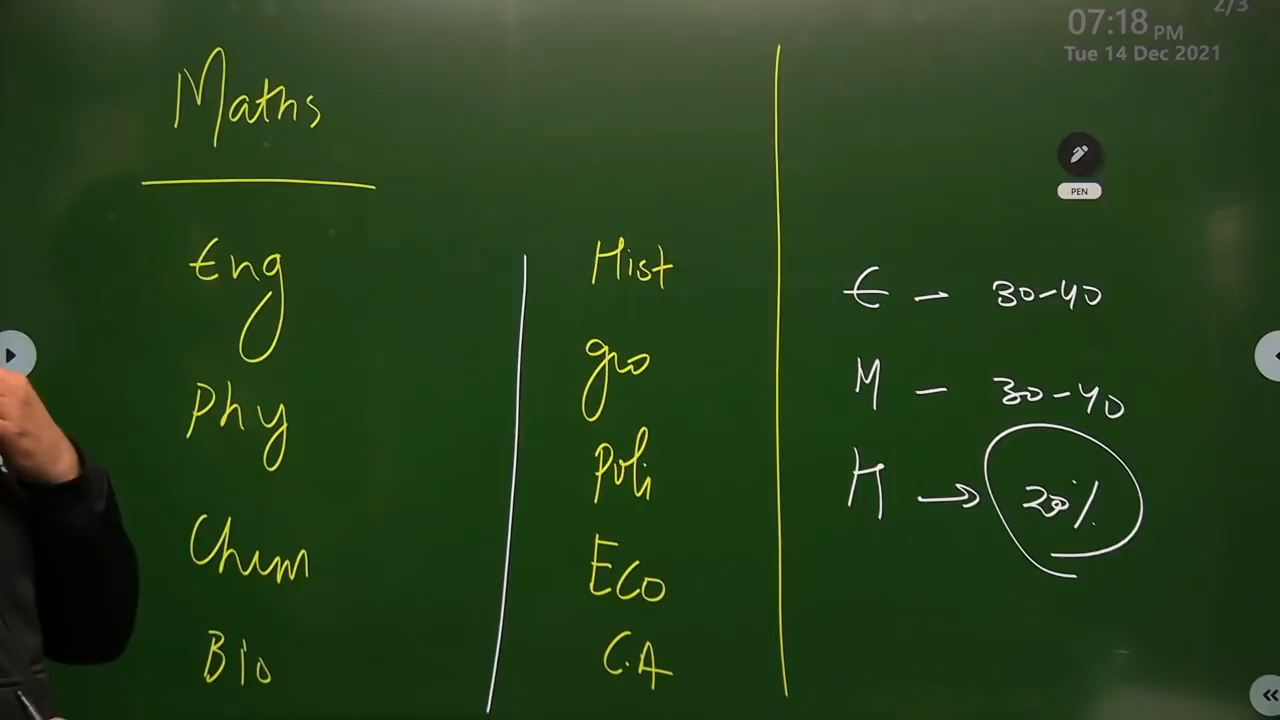 2/3
07:18 PM
Tue 14 Dec 2021
PEN
Maths
Eng
Phy
Chem
Bio
Hist
geo
Poli
Eco
C.A
E - 30-40
M - 30-40
H → 20%